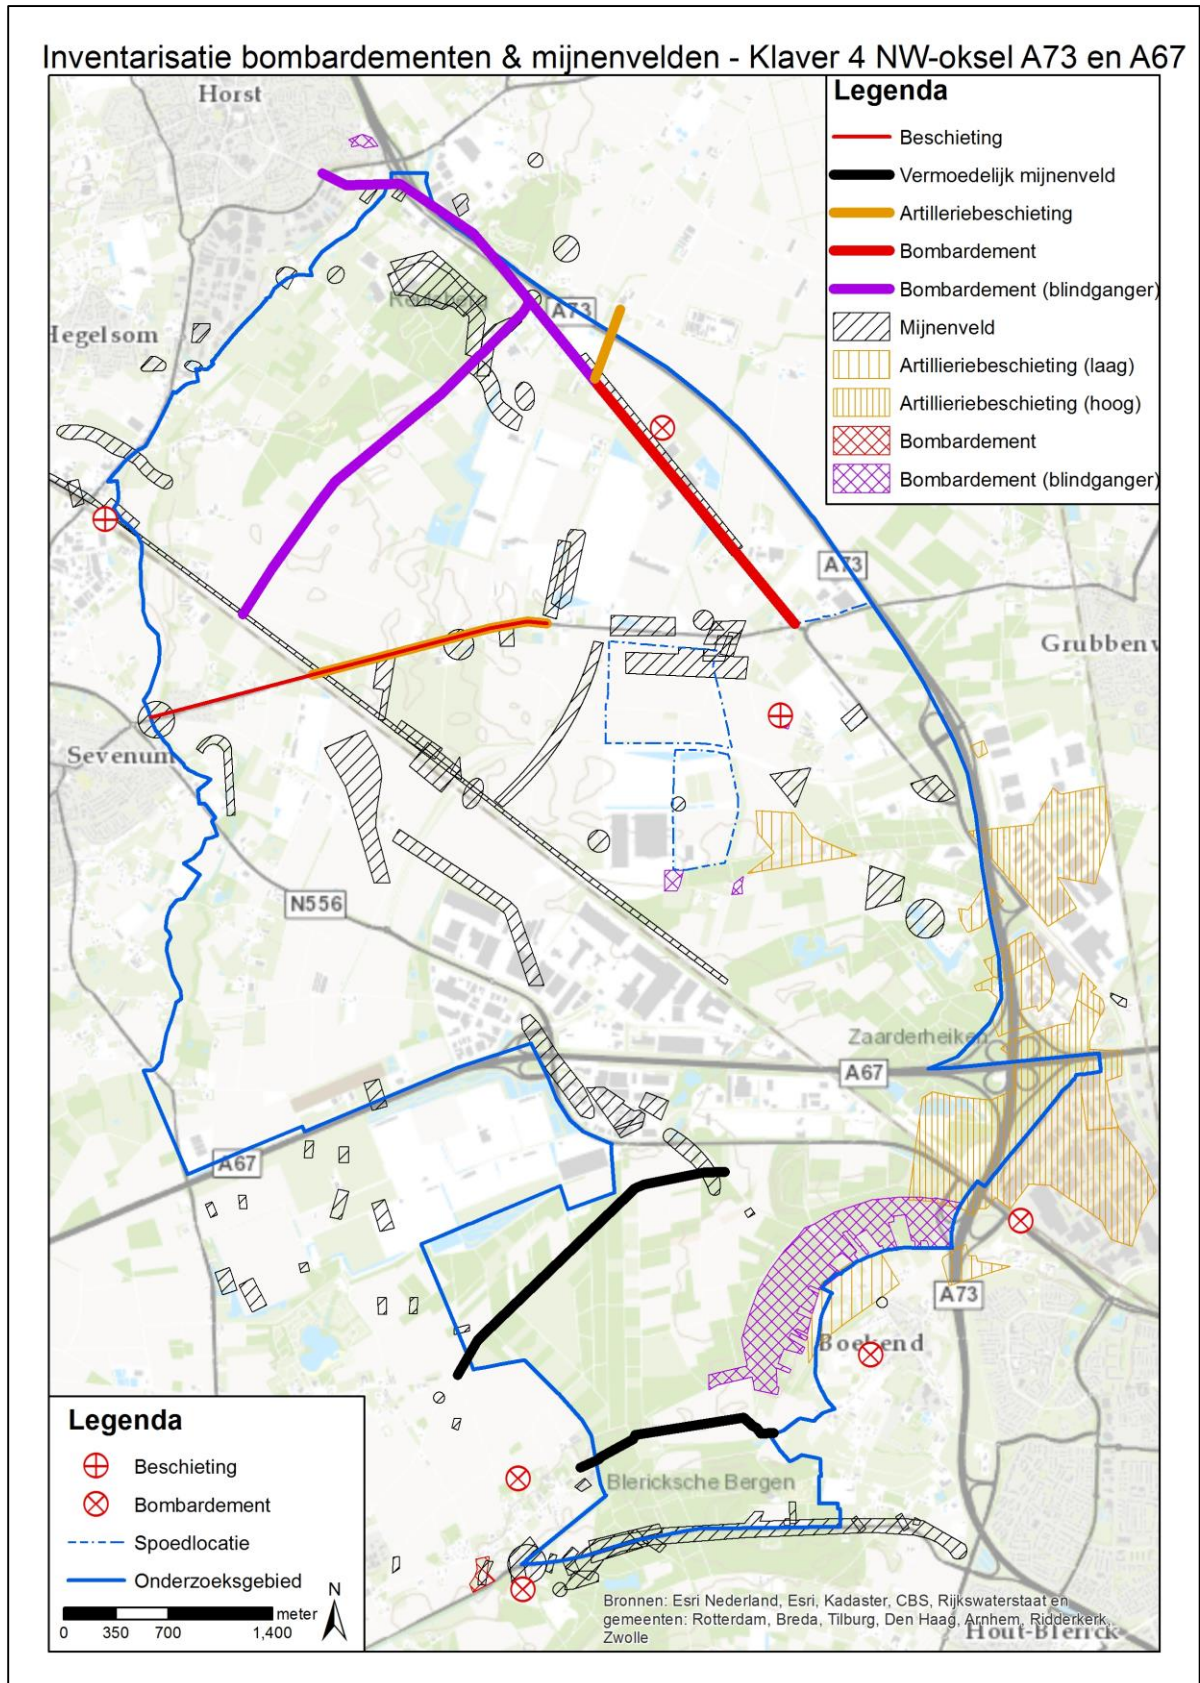 Inventarisatie bombardementen & mijnenvelden - Klaver 4 NW-oksel A73 en A67
Horst
Legenda
Beschieting
Vermoedelijk mijnenveld
Artilleriebeschieting
Bombardement
Bombardement (blindganger)
Mijnenveld
Artillieriebeschieting (laag)
Artillieriebeschieting (hoog)
Bombardement
Bombardement (blindganger)
A73
Hegelsom
A73
Grubbenv
Sevenum
N556
Zaarderheiken
A67
A67
A73
Boekend
Legenda
Beschieting
Bombardement
Spoedlocatie
Onderzoeksgebied
N
meter
0 350 700 1,400
Blericksche Bergen
Bronnen: Esri Nederland, Esri, Kadaster, CBS, Rijkswaterstaat en
gemeenten: Rotterdam, Breda, Tilburg, Den Haag, Arnhem, Ridderkerk,
Zwolle
Hout-Blerick